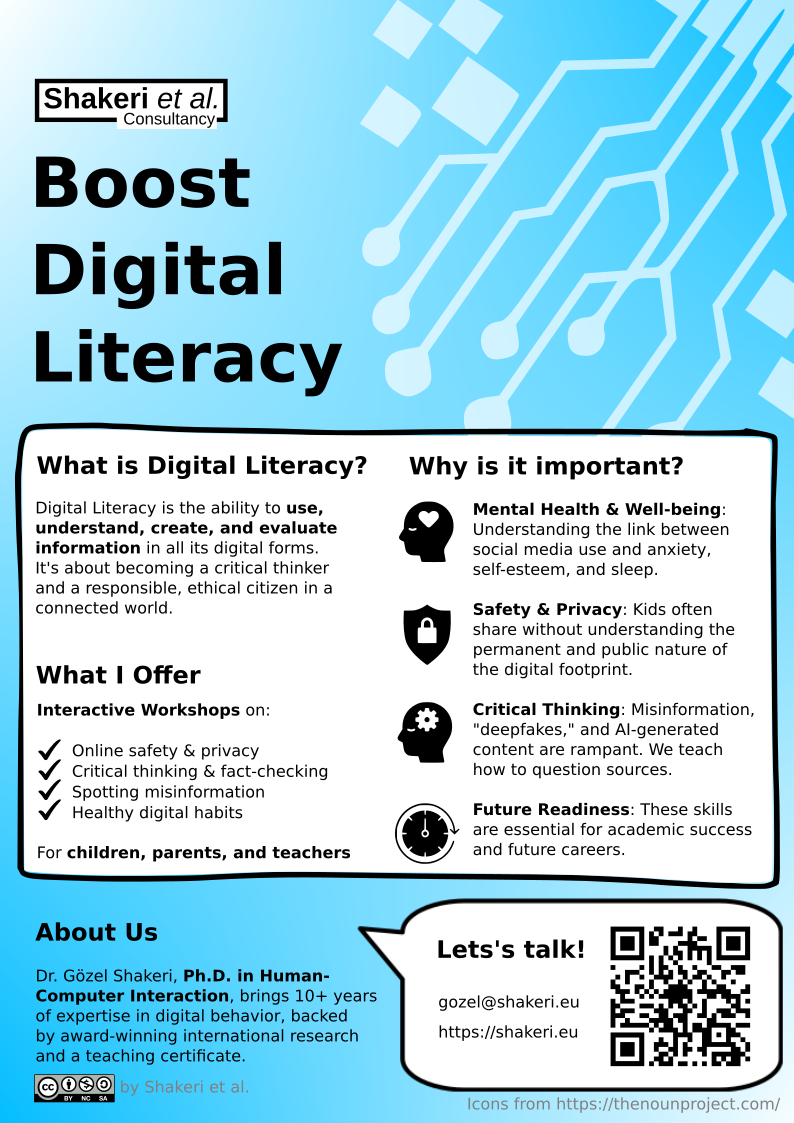 Shakeri et al.
Consultancy
Boost
Digital
Literacy
What is Digital Literacy?
Digital Literacy is the ability to use,
understand, create, and evaluate
information in all its digital forms.
It's about becoming a critical thinker
and a responsible, ethical citizen in a
connected world.
What I Offer
Interactive Workshops on:
Online safety & privacy
Critical thinking & fact-checking
Spotting misinformation
Healthy digital habits
For children, parents, and teachers
Why is it important?
Mental Health & Well-being:
Understanding the link between
social media use and anxiety,
self-esteem, and sleep.
Safety & Privacy: Kids often
share without understanding the
permanent and public nature of
the digital footprint.
Critical Thinking: Misinformation,
"deepfakes," and AI-generated
content are rampant. We teach
how to question sources.
Future Readiness: These skills
are essential for academic success
and future careers.
About Us
Dr. Gözel Shakeri, Ph.D. in Human-
Computer Interaction, brings 10+ years
of expertise in digital behavior, backed
by award-winning international research
and a teaching certificate.
cc
BY NC SA
by Shakeri et al.
Lets's talk!
gozel@shakeri.eu
https://shakeri.eu
Icons from https://thenounproject.com/